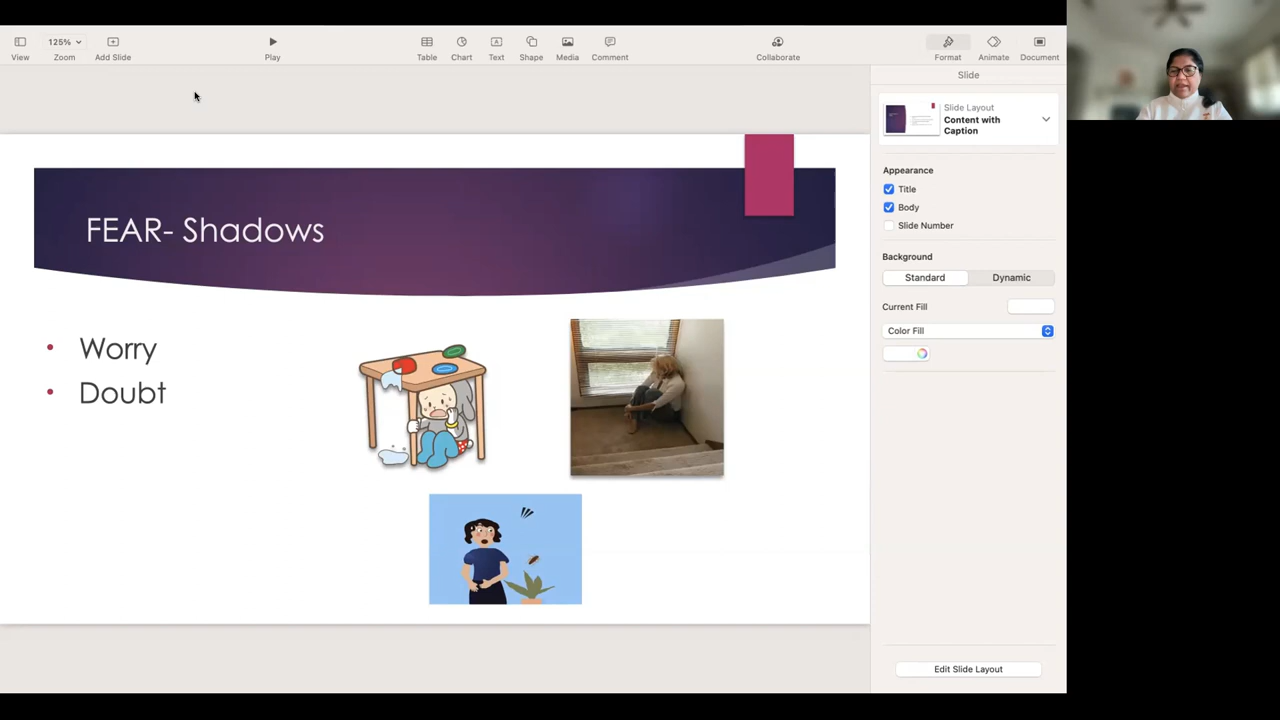 View
125%
Zoom
Add Slide
Play
Table
Chart
Text
Shape
Media
Comment
Collaborate
Format
Animate
Document
Slide
Slide Layout
Content with
Caption
Appearance
Title
Body
Slide Number
Background
Standard
Dynamic
Current Fill
Color Fill
Edit Slide Layout
FEAR- Shadows
• Worry
• Doubt